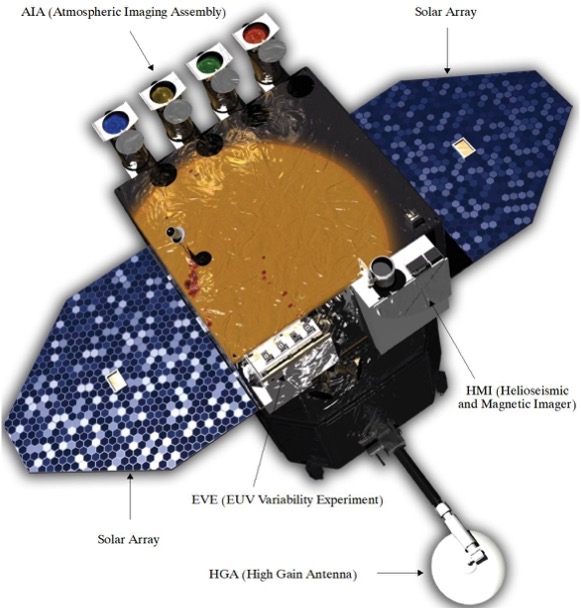 AIA (Atmospheric Imaging Assembly)
Solar Array
HMI (Helioseismic
and Magnetic Imager)
EVE (EUV Variability Experiment)
Solar Array
HGA (High Gain Antenna)